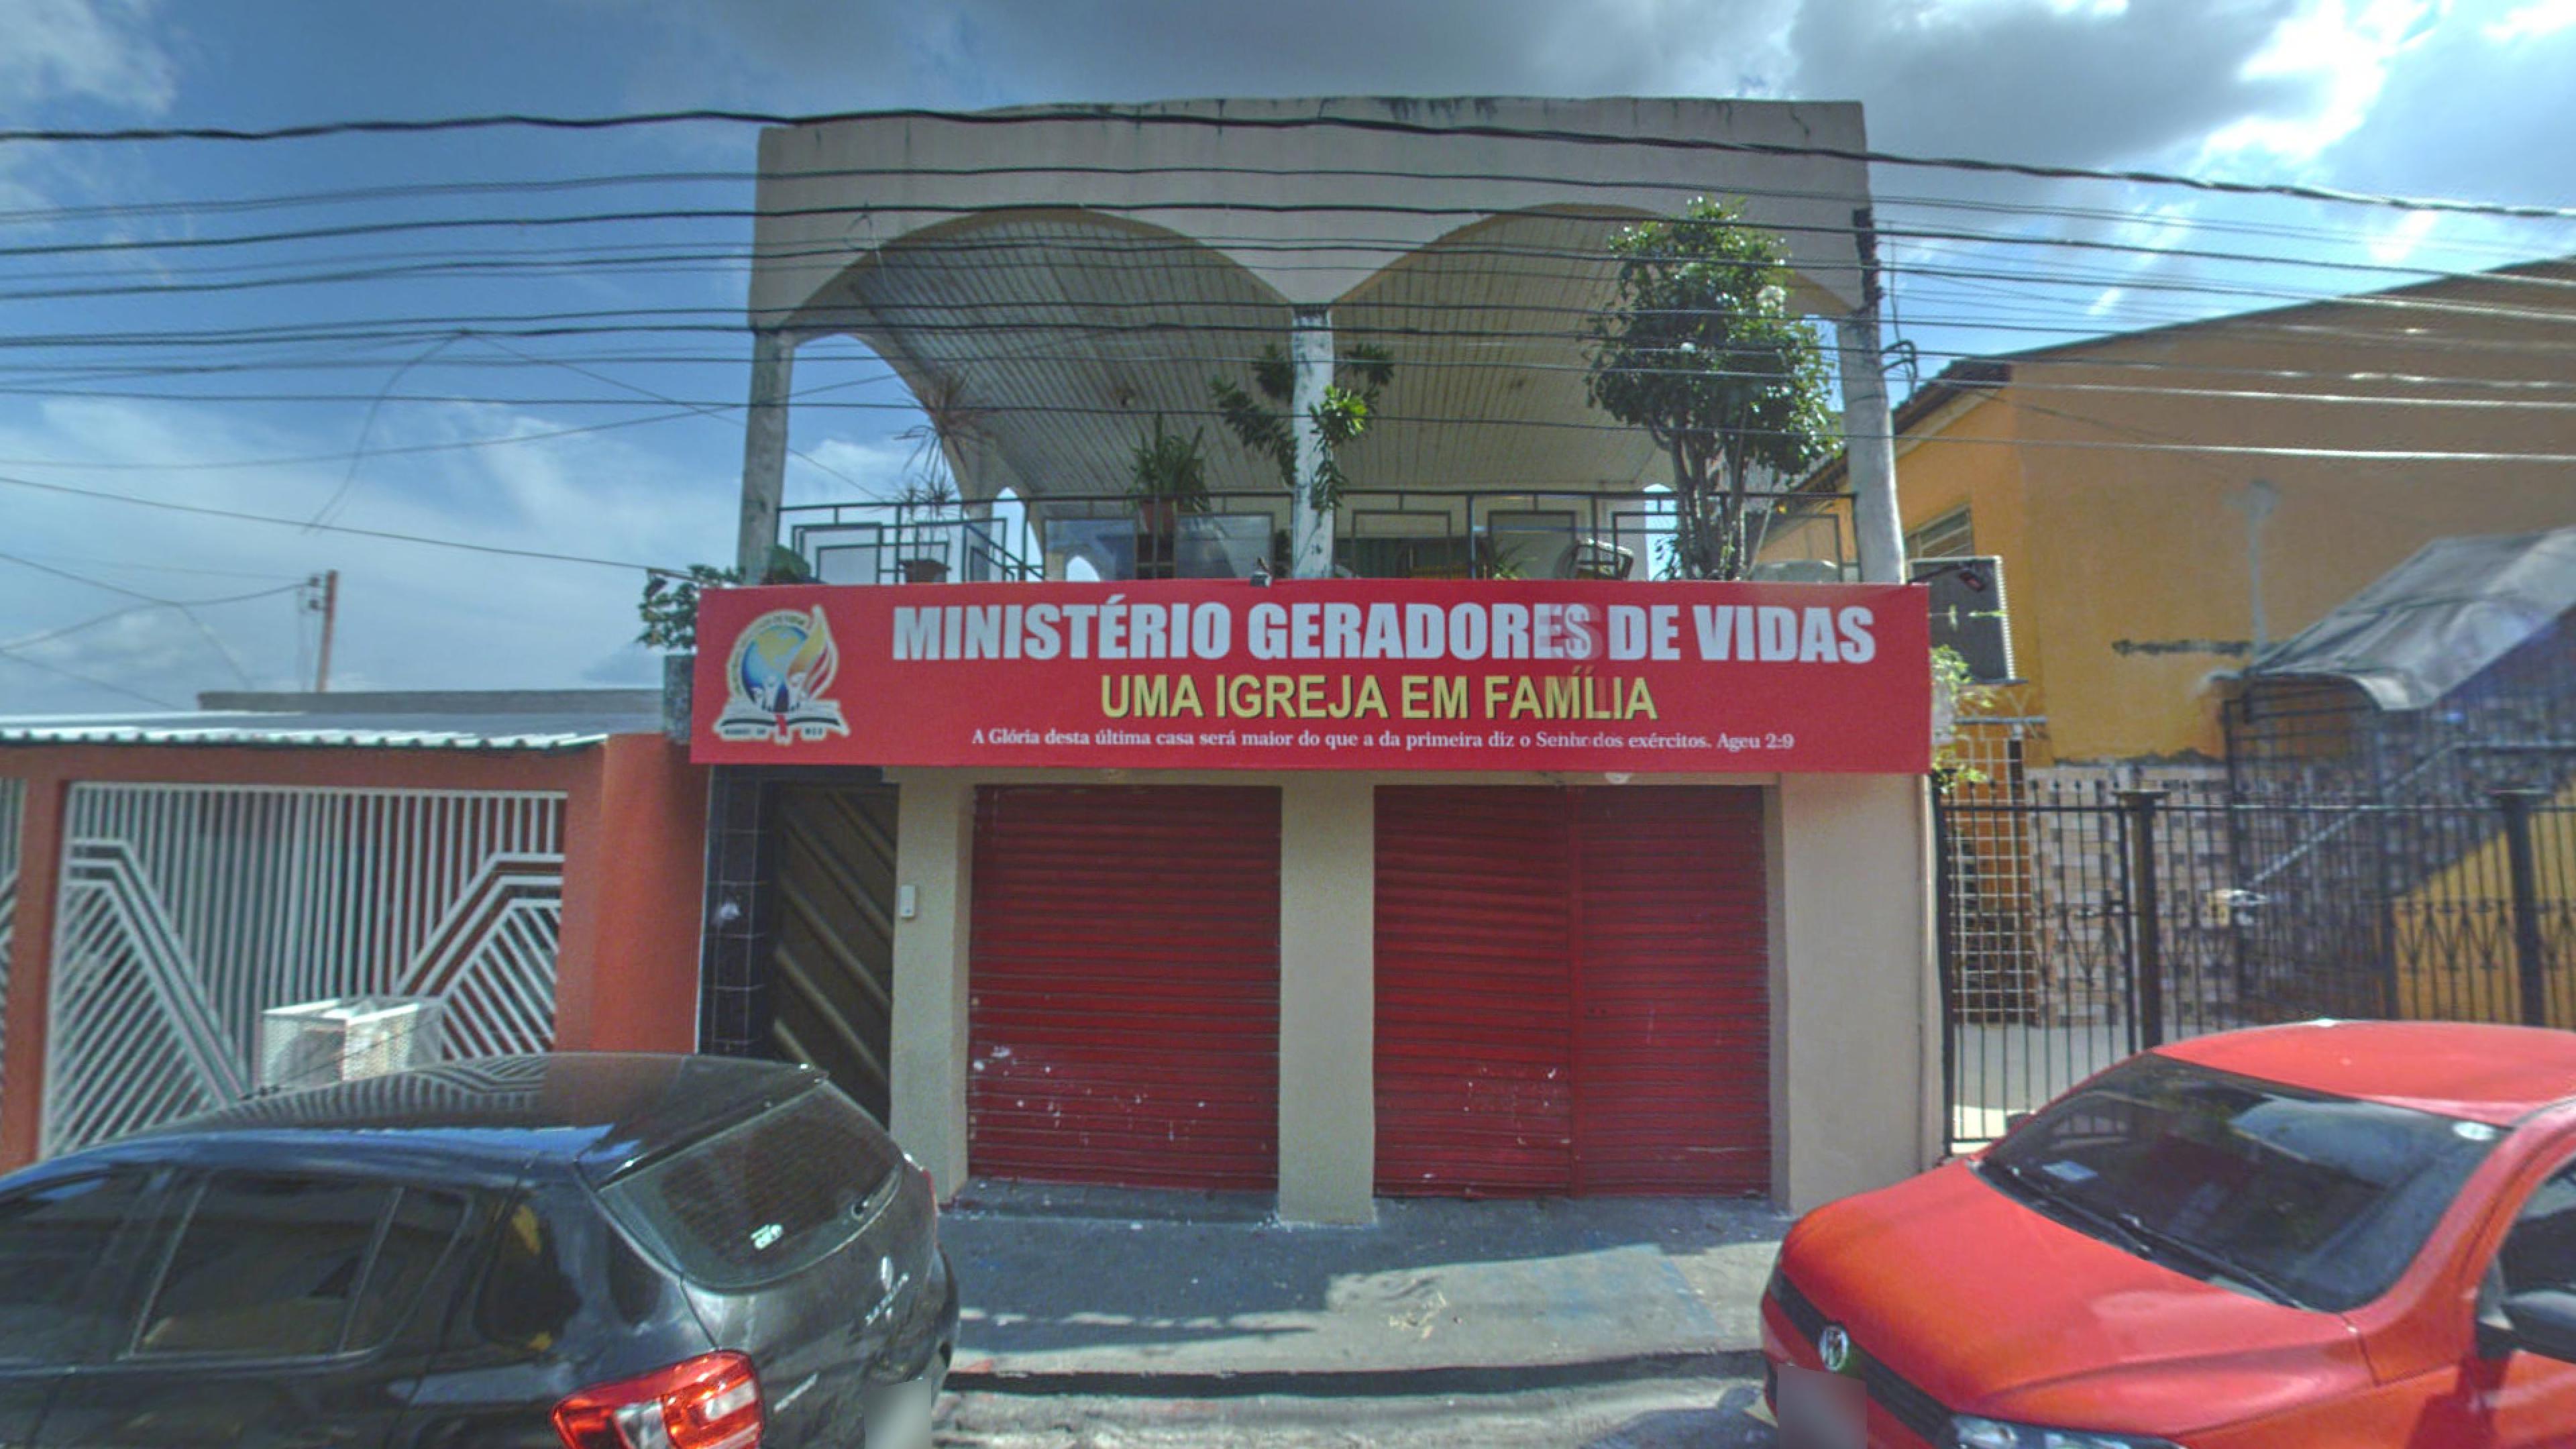 MINISTÉRIO GERADORES DE VIDAS
UMA IGREJA EM FAMÍLIA
A Glória desta última casa será maior do que a da primeira diz o Senhor dos exércitos. Ageu 2:9